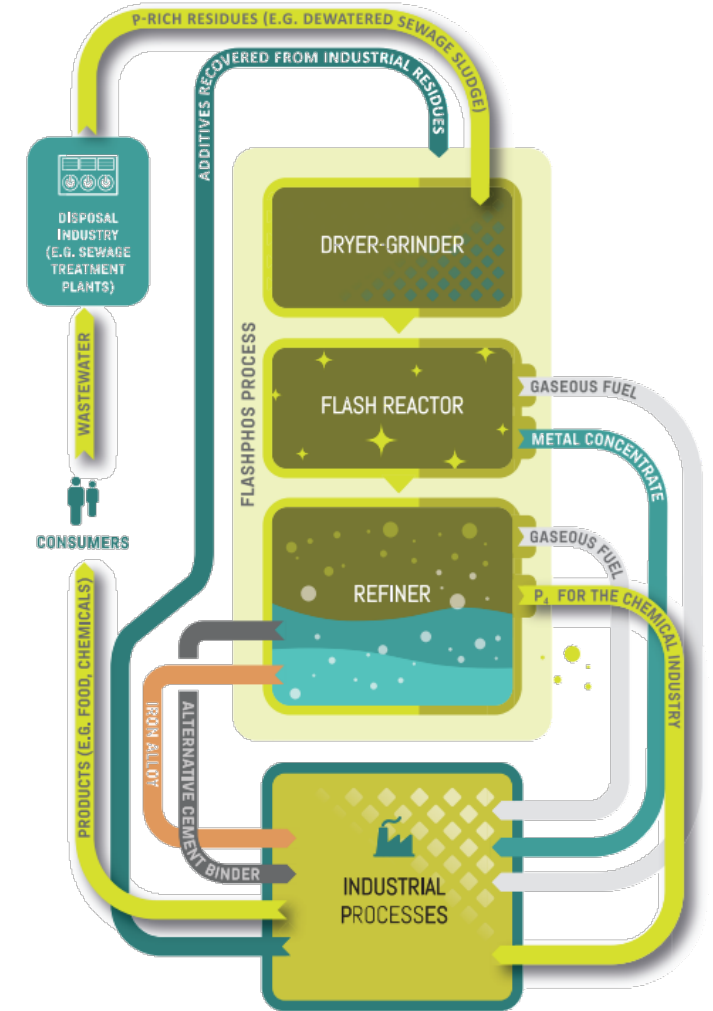 P-RICH RESIDUES (E.G. DEWATERED SEWAGE SLUDGE)
ADDITIVES RECOVERED FROM INDUSTRIAL RESIDUES
DISPOSAL
INDUSTRY
(E.G. SEWAGE
TREATMENT
PLANTS)
WASTEWATER
CONSUMERS
PRODUCTS (E.G. FOOD, CHEMICALS)
FLASHPHOS PROCESS
DRYER-GRINDER
FLASH REACTOR
GASEOUS FUEL
METAL CONCENTRATE
REFINER
GASEOUS FUEL
P₄ FOR THE CHEMICAL INDUSTRY
IRON ALLOY
ALTERNATIVE CEMENT BINDER
INDUSTRIAL
PROCESSES